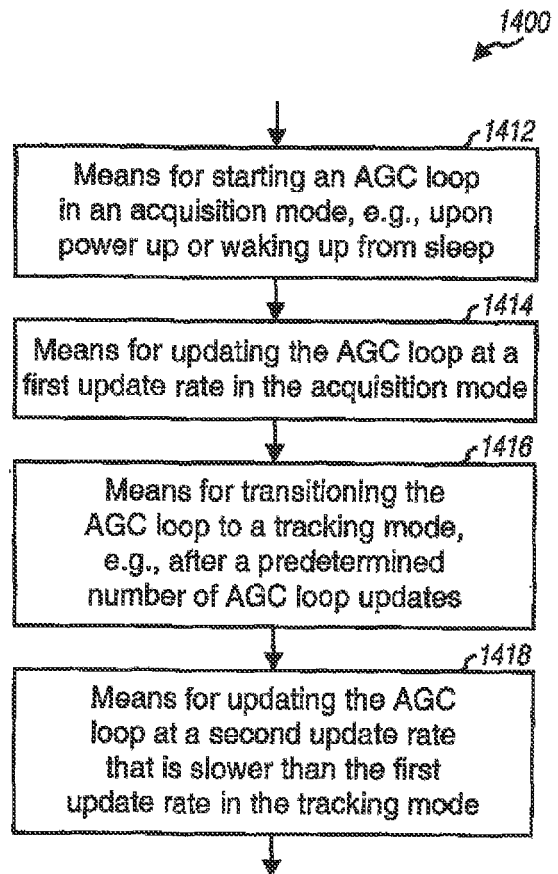 1400
1412
Means for starting an AGC loop
in an acquisition mode, e.g., upon
power up or waking up from sleep
1414
Means for updating the AGC loop at a
first update rate in the acquisition mode
1416
Means for transitioning the
AGC loop to a tracking mode,
e.g., after a predetermined
number of AGC loop updates
1418
Means for updating the AGC
loop at a second update rate
that is slower than the first
update rate in the tracking mode